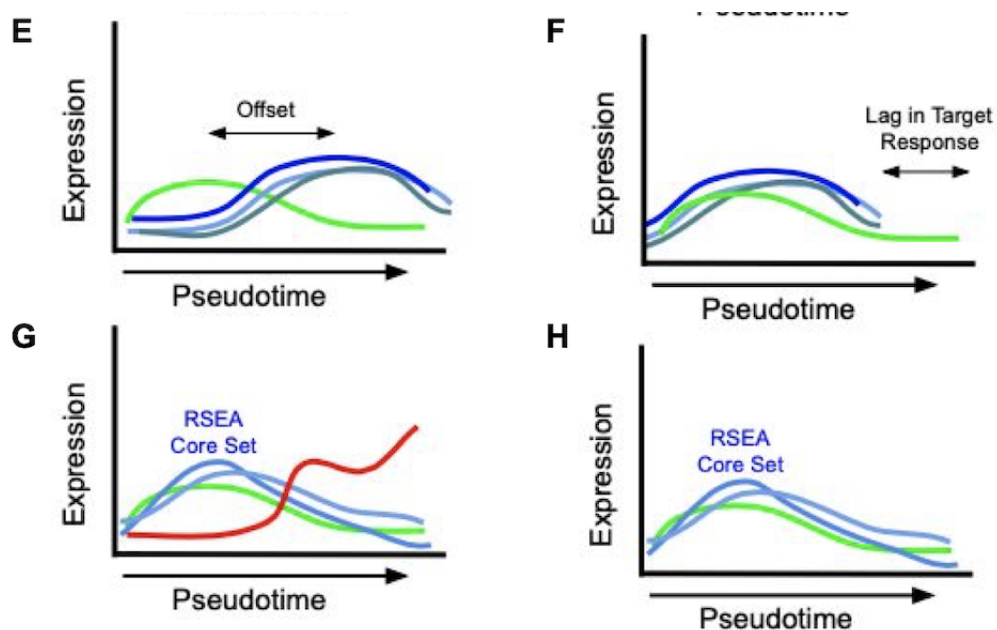 E
F
Expression
Offset
Pseudotime
Expression
Lag in Target
Response
Pseudotime
G
H
Expression
RSEA
Core Set
Pseudotime
Expression
RSEA
Core Set
Pseudotime